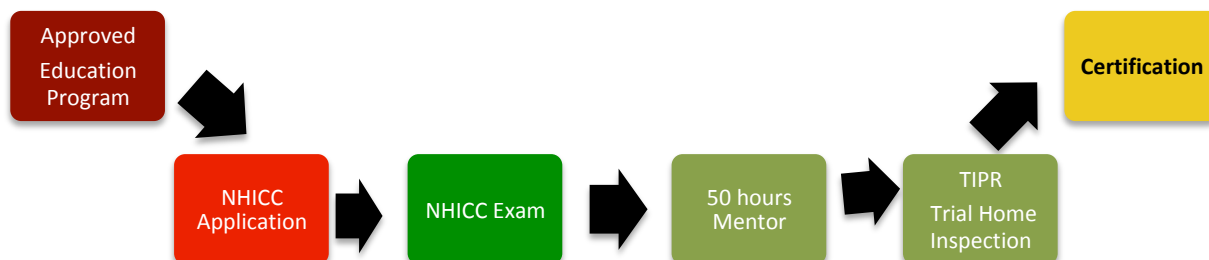 Approved
Education
Program
NHICC
Application
NHICC Exam
50 hours
Mentor
TIPR
Trial Home
Inspection
Certification